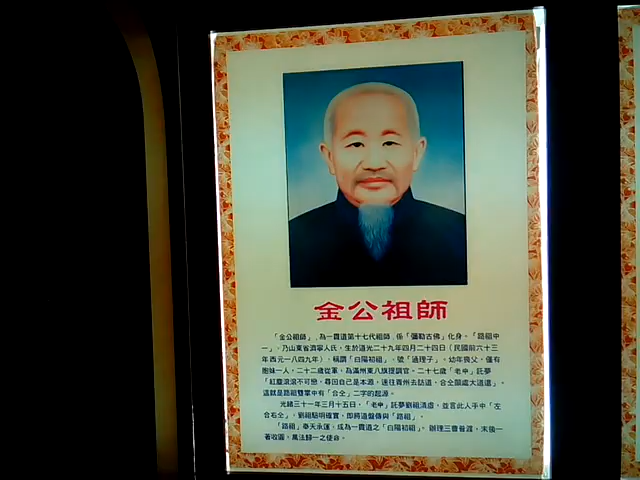 金公祖師
「金公祖師」,為一貫道第十七代祖師,係「彌勒古佛」化身。「路祖中
一」,乃山東省濟寧人氏,生於道光二十九年四月二十四日(民國前六十三
年西元一八四九年),稱謂「白陽初祖」,號「通理子」。幼年喪父,僅有
胞妹一人,二十二歲從軍,為滿州東八旗提調官。二十七歲「老中」託夢
「紅塵滾滾不可戀,尋因自己是本源,速往青州去訪道,合仝關處大道還」。
這就是路祖雙掌中有「合仝」二字的起源。
光緒三十一年三月十五日,「老中」託夢劉祖清虛,並言此人手中「左
合右仝」,劉祖驗明確實,即將道盤傳與「路祖」。
「路祖」奉天承運,成為一貫道之「白陽初祖」。辦理三曹普渡,末後一
著收圓,萬法歸一之使命。